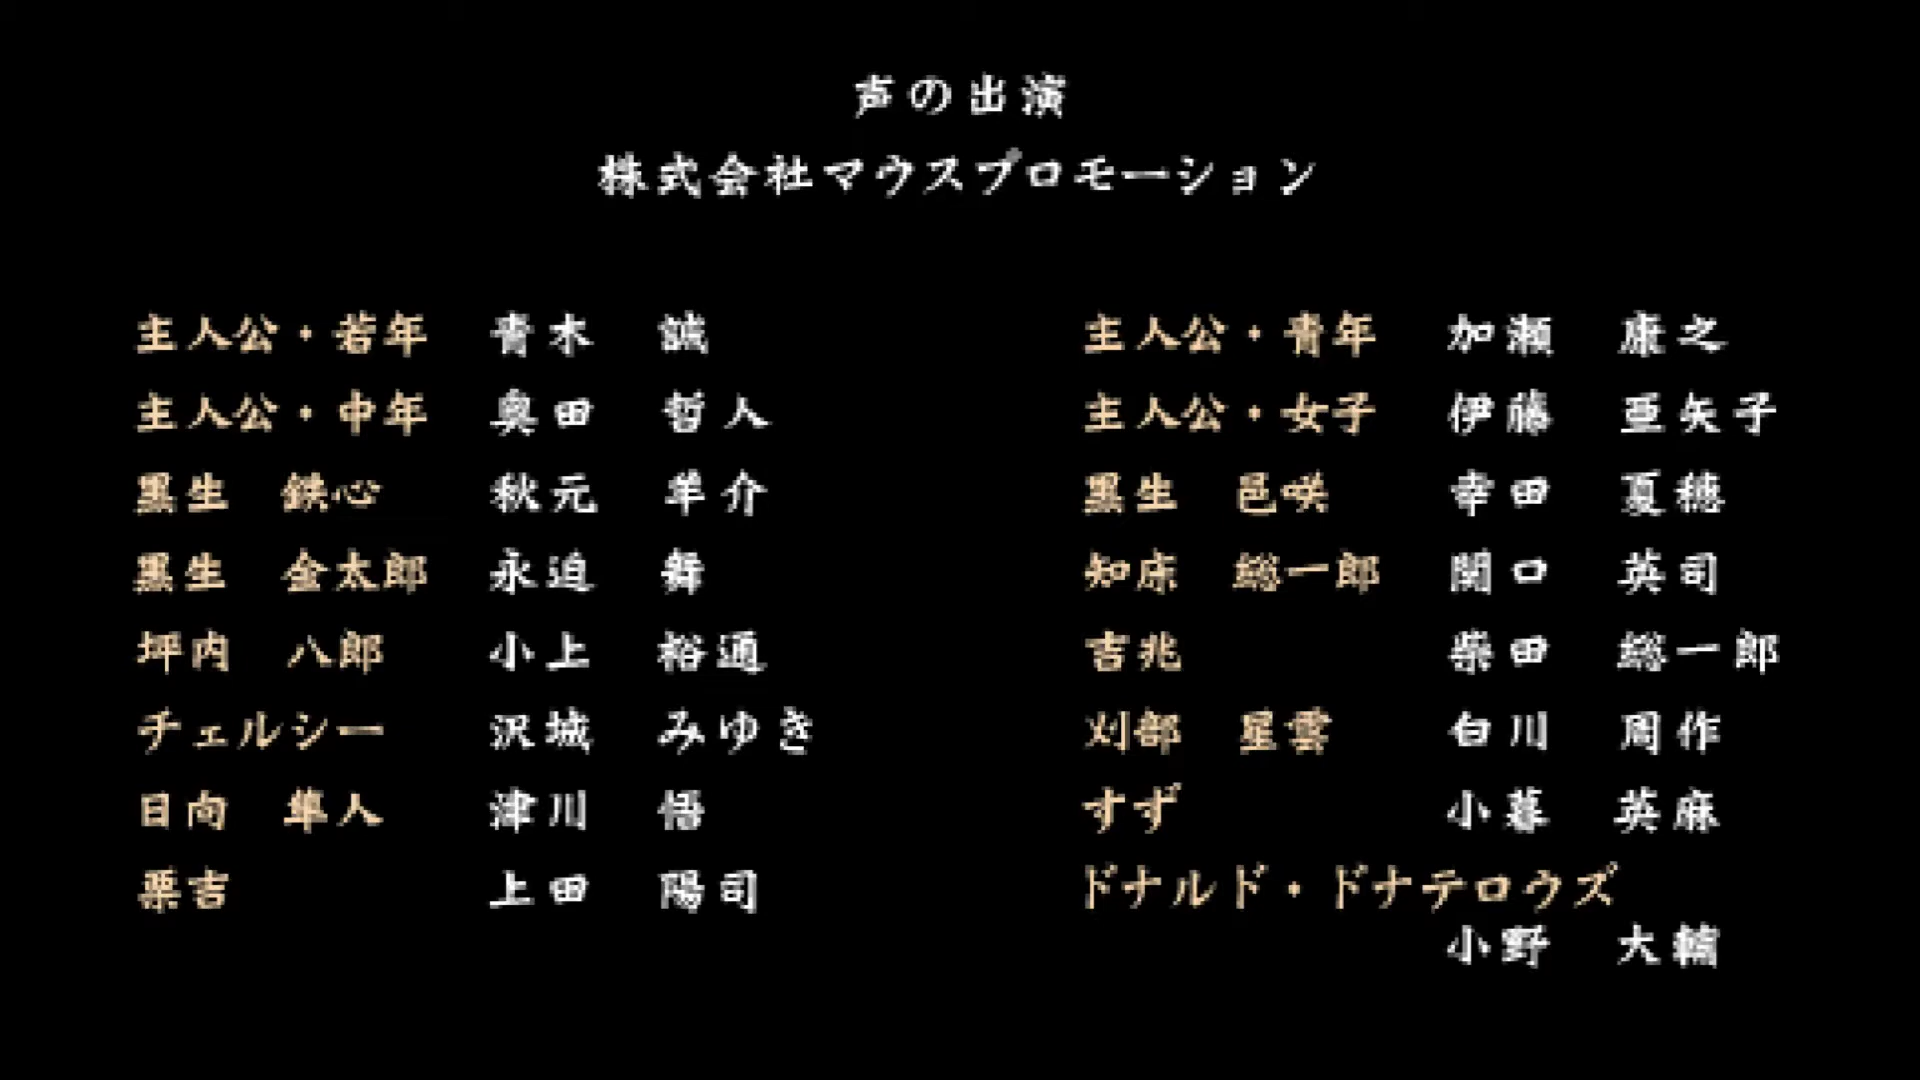 声の出演
株式会社マウスプロモーション
主人公・若年 青木 誠 主人公・青年 加瀬 康之
主人公・中年 奥田 哲人 主人公・女子 伊藤 亜矢子
黒生 鉄心 秋元 羊介 黒生 邑咲 幸田 夏穂
黒生 金太郎 永迫 舞 知床 総一郎 関口 英司
坪内 八郎 小上 裕通 吉兆 柴田 総一郎
チェルシー 沢城 みゆき 刈部 星雲 白川 周作
日向 隼人 津川 悟 すず 小暮 英麻
栗吉 上田 陽司 ドナルド・ドナテロウズ
小野 大輔